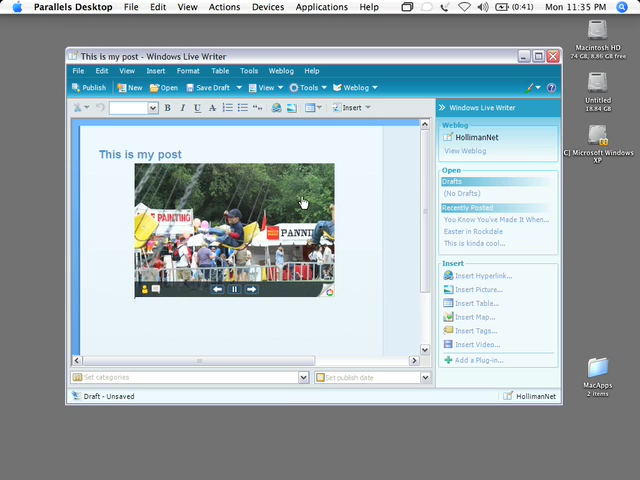 Parallels Desktop File Edit View Actions Devices Applications Help (0:41) Mon 11:35 PM
Macintosh HD
74 GB, 8.86 GB free
Untitled
18.84 GB
C] Microsoft Windows
XP
MacApps
2 items
This is my post - Windows Live Writer
File Edit View Insert Format Table Tools Weblog Help
Publish New Open Save Draft View Tools Weblog
B I U A Insert
This is my post
PAINTING
PANNIN
Set categories
Set publish date
Draft - Unsaved
HollimanNet
Windows Live Writer
Weblog
HollimanNet
View Weblog
Open
Drafts
(No Drafts)
Recently Posted
You Know You've Made It When...
Easter in Rockdale
This is kinda cool...
Insert
Insert Hyperlink...
Insert Picture...
Insert Table...
Insert Map...
Insert Tags...
Insert Video...
Add a Plug-in...